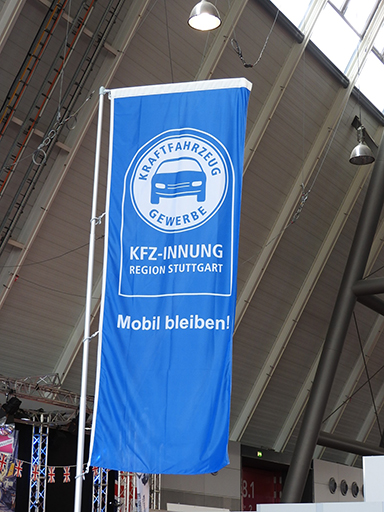 KRAFTFAHRZEUG
GEWERBE
KFZ-INNUNG
REGION STUTTGART
Mobil bleiben!